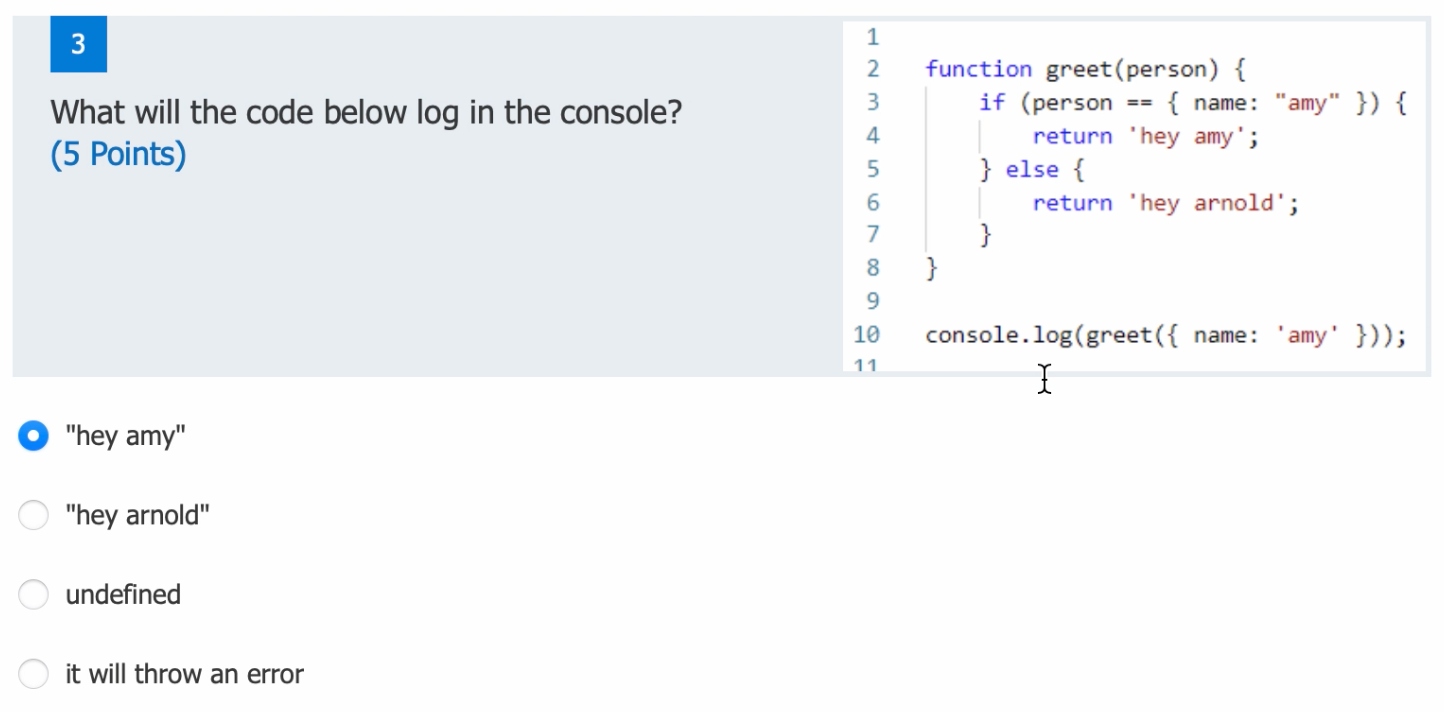 3
What will the code below log in the console?
(5 Points)
1
2 function greet(person) {
3 if (person == { name: "amy" }) {
4 return 'hey amy';
5 } else {
6 return 'hey arnold';
7 }
8 }
9
10 console.log(greet({ name: 'amy' }));
11
"hey amy"
"hey arnold"
undefined
it will throw an error